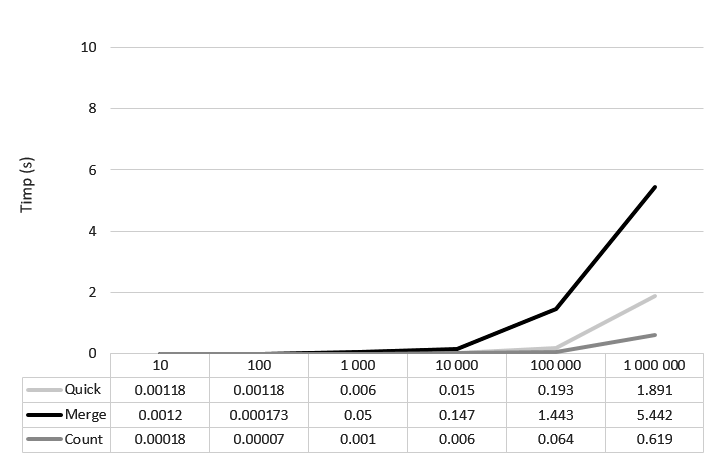 10
8
6
4
2
0
Timp (s)
10 100 1 000 10 000 100 000 1 000 000
Quick 0.00118 0.00118 0.006 0.015 0.193 1.891
Merge 0.0012 0.000173 0.05 0.147 1.443 5.442
Count 0.00018 0.00007 0.001 0.006 0.064 0.619